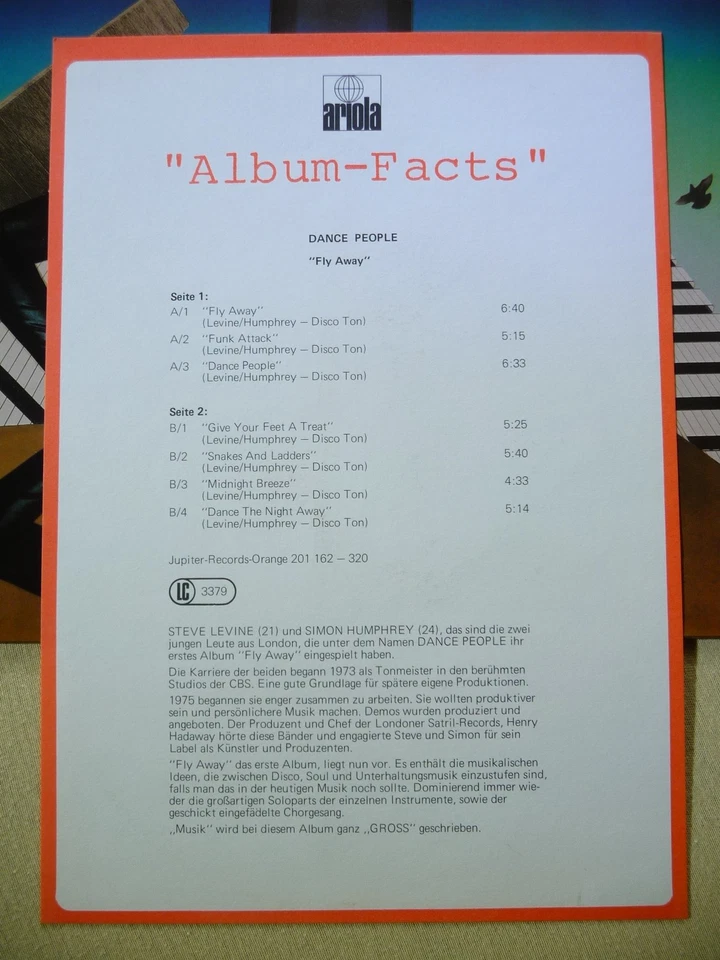 ariola
"Album-Facts"
DANCE PEOPLE
"Fly Away"
Seite 1:
A/1 "Fly Away" 6:40
(Levine/Humphrey – Disco Ton)
A/2 "Funk Attack" 5:15
(Levine/Humphrey – Disco Ton)
A/3 "Dance People" 6:33
(Levine/Humphrey – Disco Ton)
Seite 2:
B/1 "Give Your Feet A Treat" 5:25
(Levine/Humphrey – Disco Ton)
B/2 "Snakes And Ladders" 5:40
(Levine/Humphrey – Disco Ton)
B/3 "Midnight Breeze" 4:33
(Levine/Humphrey – Disco Ton)
B/4 "Dance The Night Away" 5:14
(Levine/Humphrey – Disco Ton)
Jupiter-Records-Orange 201 162 – 320
LC 3379
STEVE LEVINE (21) und SIMON HUMPHREY (24), das sind die zwei
jungen Leute aus London, die unter dem Namen DANCE PEOPLE ihr
erstes Album "Fly Away" eingespielt haben.
Die Karriere der beiden begann 1973 als Tonmeister in den berühmten
Studios der CBS. Eine gute Grundlage für spätere eigene Produktionen.
1975 begannen sie enger zusammen zu arbeiten. Sie wollten produktiver
sein und persönlichere Musik machen. Demos wurden produziert und
angeboten. Der Produzent und Chef der Londoner Satril-Records, Henry
Hadaway hörte diese Bänder und engagierte Steve und Simon für sein
Label als Künstler und Produzenten.
"Fly Away" das erste Album, liegt nun vor. Es enthält die musikalischen
Ideen, die zwischen Disco, Soul und Unterhaltungsmusik einzustufen sind,
falls man das in der heutigen Musik noch sollte. Dominierend immer wie-
der die großartigen Soloparts der einzelnen Instrumente, sowie der
geschickt eingefädelte Chorgesang.
„Musik" wird bei diesem Album ganz „GROSS" geschrieben.